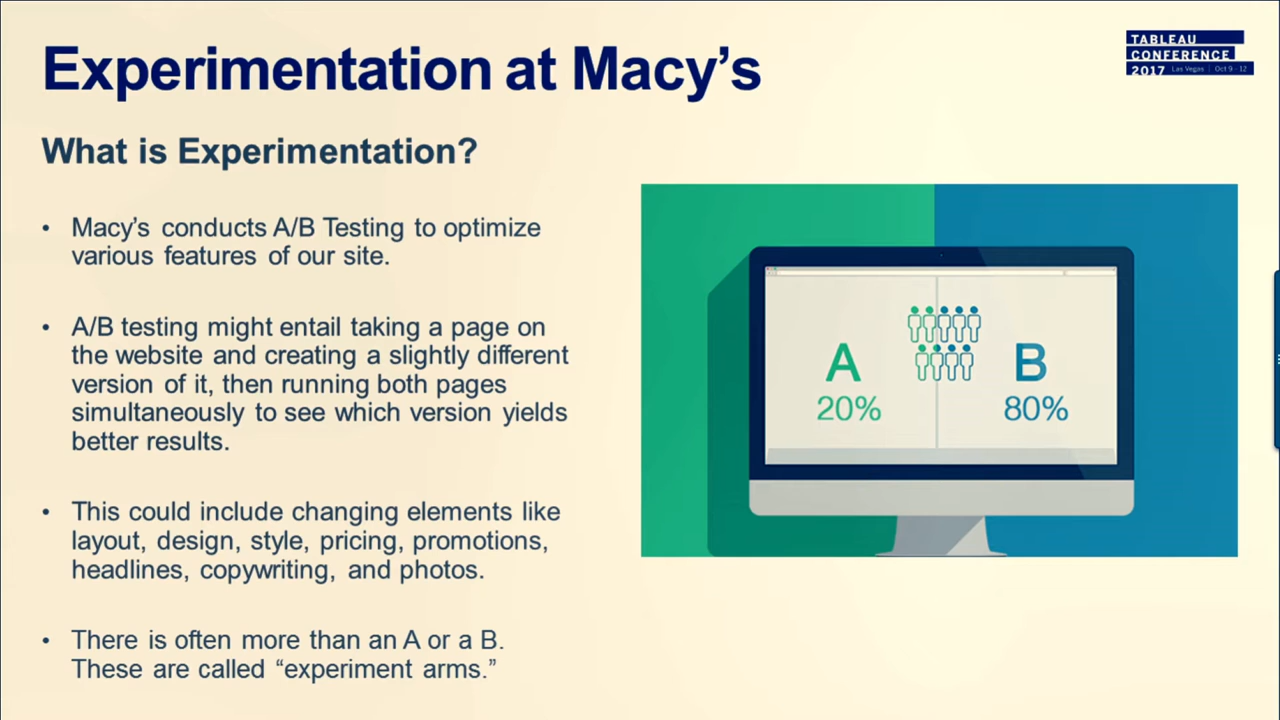 Experimentation at Macy's
TABLEAU
CONFERENCE
2017 Las Vegas | Oct 9 - 12
What is Experimentation?
• Macy's conducts A/B Testing to optimize
various features of our site.
• A/B testing might entail taking a page on
the website and creating a slightly different
version of it, then running both pages
simultaneously to see which version yields
better results.
• This could include changing elements like
layout, design, style, pricing, promotions,
headlines, copywriting, and photos.
• There is often more than an A or a B.
These are called “experiment arms.”
A B
20% 80%